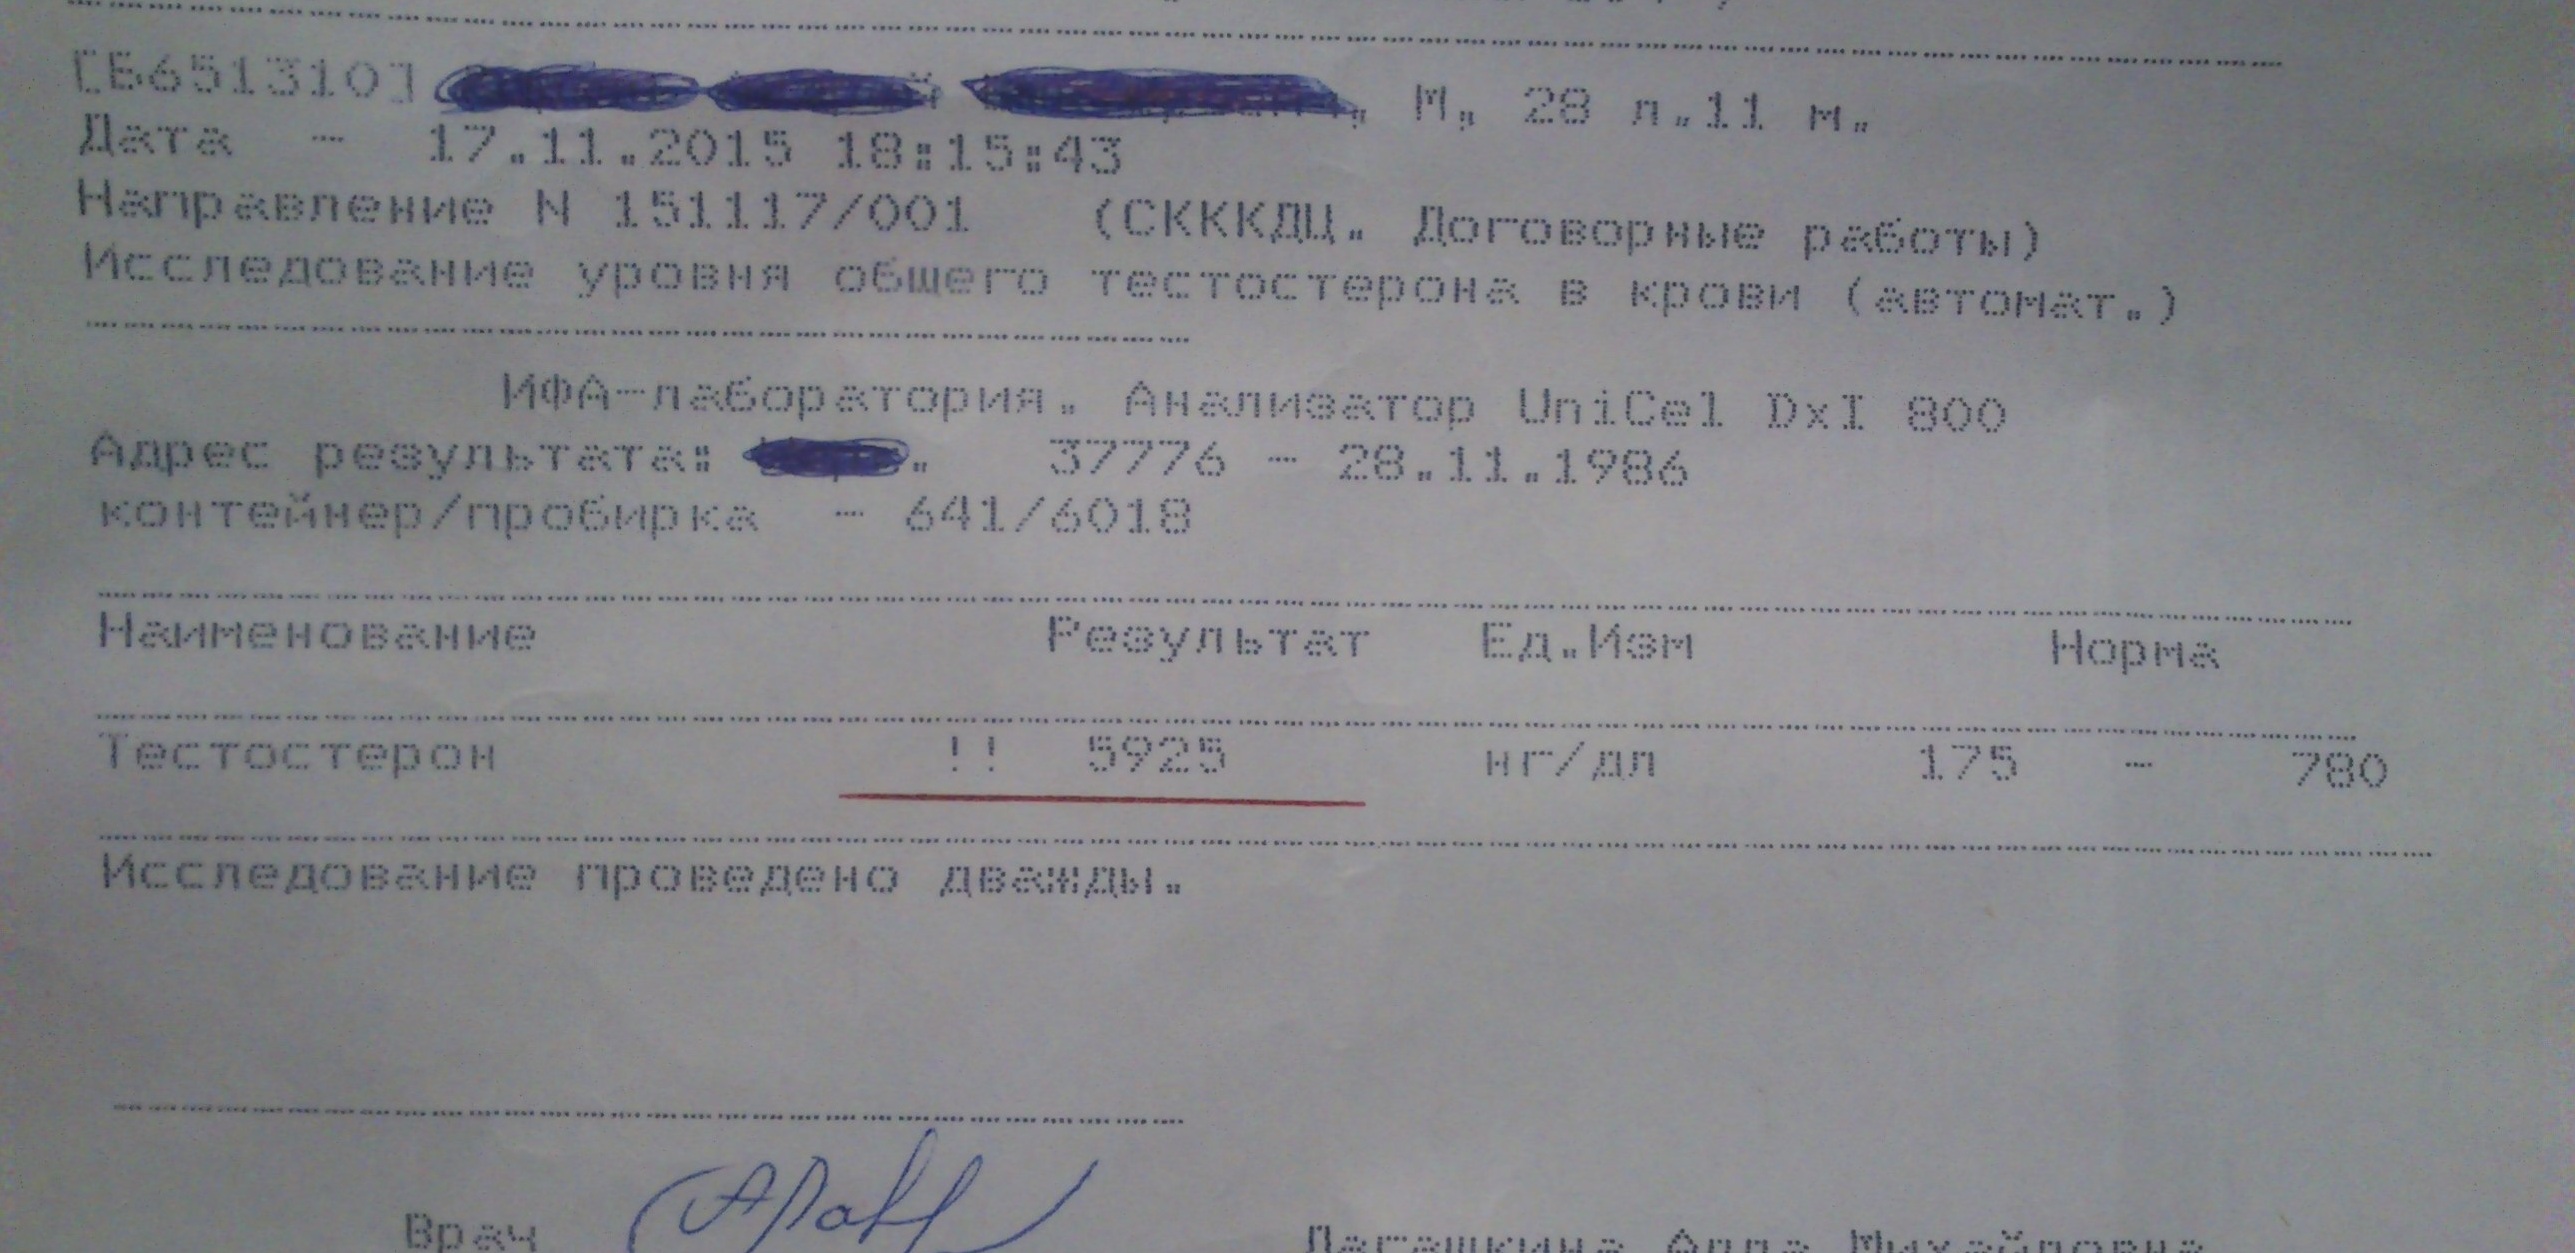 [Б651310] М, 28 л.11 м.
Дата - 17.11.2015 18:15:43
Направление N 151117/001 (СКККДЦ. Договорные работы)
Исследование уровня общего тестостерона в крови (автомат.)
ИФА-лаборатория. Анализатор UniCel DxI 800
Адрес результата: . 37776 - 28.11.1986
контейнер/пробирка - 641/6018
Наименование Результат Ед.Изм Норма
Тестостерон !! 5925 нг/дл 175 - 780
Исследование проведено дважды.
Врач Алла Михайловна